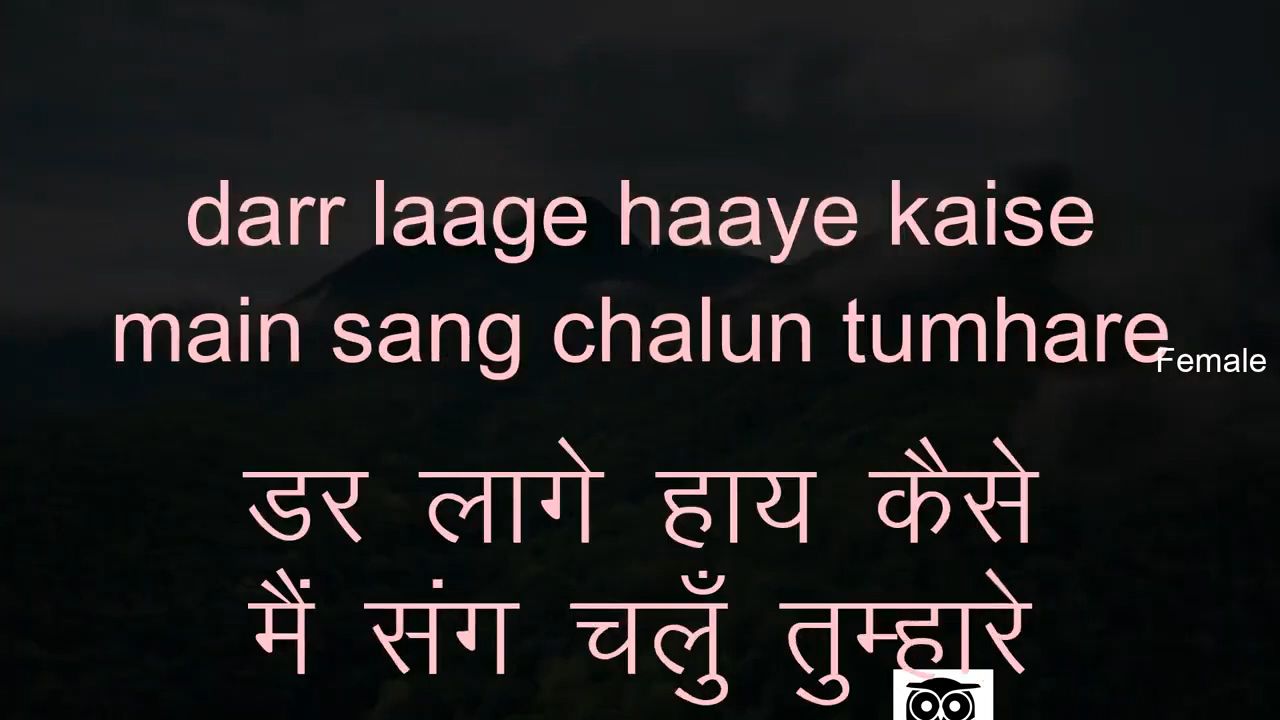 darr laage haaye kaise
main sang chalun tumhare
Female
डर लागे हाय कैसे
मैं संग चलुँ तुम्हारे